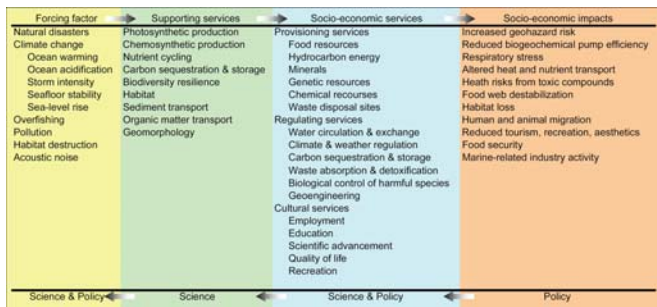 Forcing factor
Natural disasters
Climate change
Ocean warming
Ocean acidification
Storm intensity
Seafloor stability
Sea-level rise
Overfishing
Pollution
Habitat destruction
Acoustic noise
Science & Policy
Supporting services
Photosynthetic production
Chemosynthetic production
Nutrient cycling
Carbon sequestration & storage
Biodiversity resilience
Habitat
Sediment transport
Organic matter transport
Geomorphology
Science
Socio-economic services
Provisioning services
Food resources
Hydrocarbon energy
Minerals
Genetic resources
Chemical recourses
Waste disposal sites
Regulating services
Water circulation & exchange
Climate & weather regulation
Carbon sequestration & storage
Waste absorption & detoxification
Biological control of harmful species
Geoengineering
Cultural services
Employment
Education
Scientific advancement
Quality of life
Recreation
Science & Policy
Socio-economic impacts
Increased geohazard risk
Reduced biogeochemical pump efficiency
Respiratory stress
Altered heat and nutrient transport
Heath risks from toxic compounds
Food web destabilization
Habitat loss
Human and animal migration
Reduced tourism, recreation, aesthetics
Food security
Marine-related industry activity
Policy